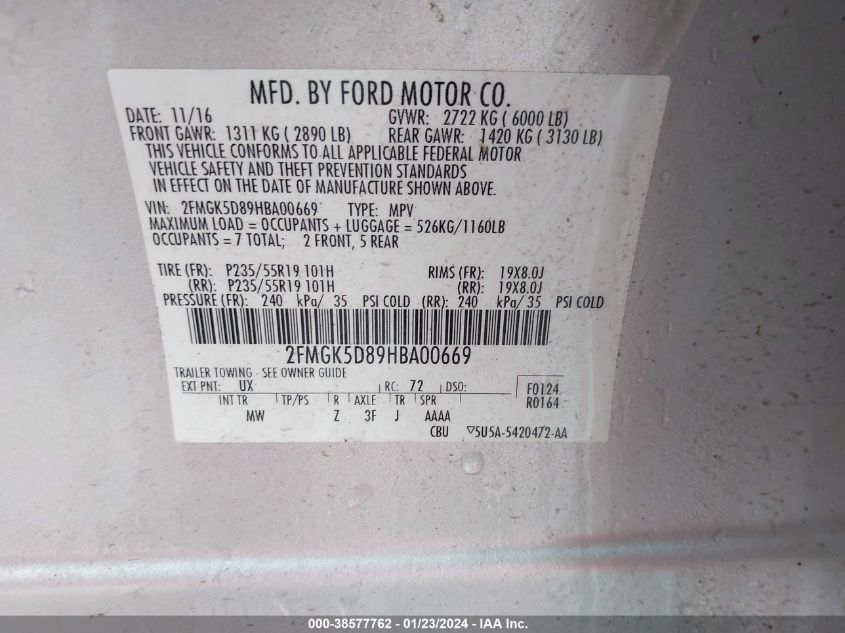 MFD. BY FORD MOTOR CO.
DATE: 11/16 GVWR: 2722 KG ( 6000 LB)
FRONT GAWR: 1311 KG ( 2890 LB) REAR GAWR: 1420 KG ( 3130 LB)
THIS VEHICLE CONFORMS TO ALL APPLICABLE FEDERAL MOTOR
VEHICLE SAFETY AND THEFT PREVENTION STANDARDS
IN EFFECT ON THE DATE OF MANUFACTURE SHOWN ABOVE.
VIN: 2FMGK5D89HBA00669 TYPE: MPV
MAXIMUM LOAD = OCCUPANTS + LUGGAGE = 526KG/1160LB
OCCUPANTS = 7 TOTAL; 2 FRONT, 5 REAR
TIRE (FR): P235/55R19 101H RIMS (FR): 19X8.0J
(RR): P235/55R19 101H (RR): 19X8.0J
PRESSURE (FR): 240 kPa/ 35 PSI COLD (RR): 240 kPa/ 35 PSI COLD
2FMGK5D89HBA00669
TRAILER TOWING - SEE OWNER GUIDE
EXT PNT: UX RC: 72 DSO: F0124
INT TR TP/PS R AXLE TR SPR R0164
MW Z 3F J AAAA
CBU ▽5U5A-5420472-AA
000-38577762 - 01/23/2024 - IAA Inc.